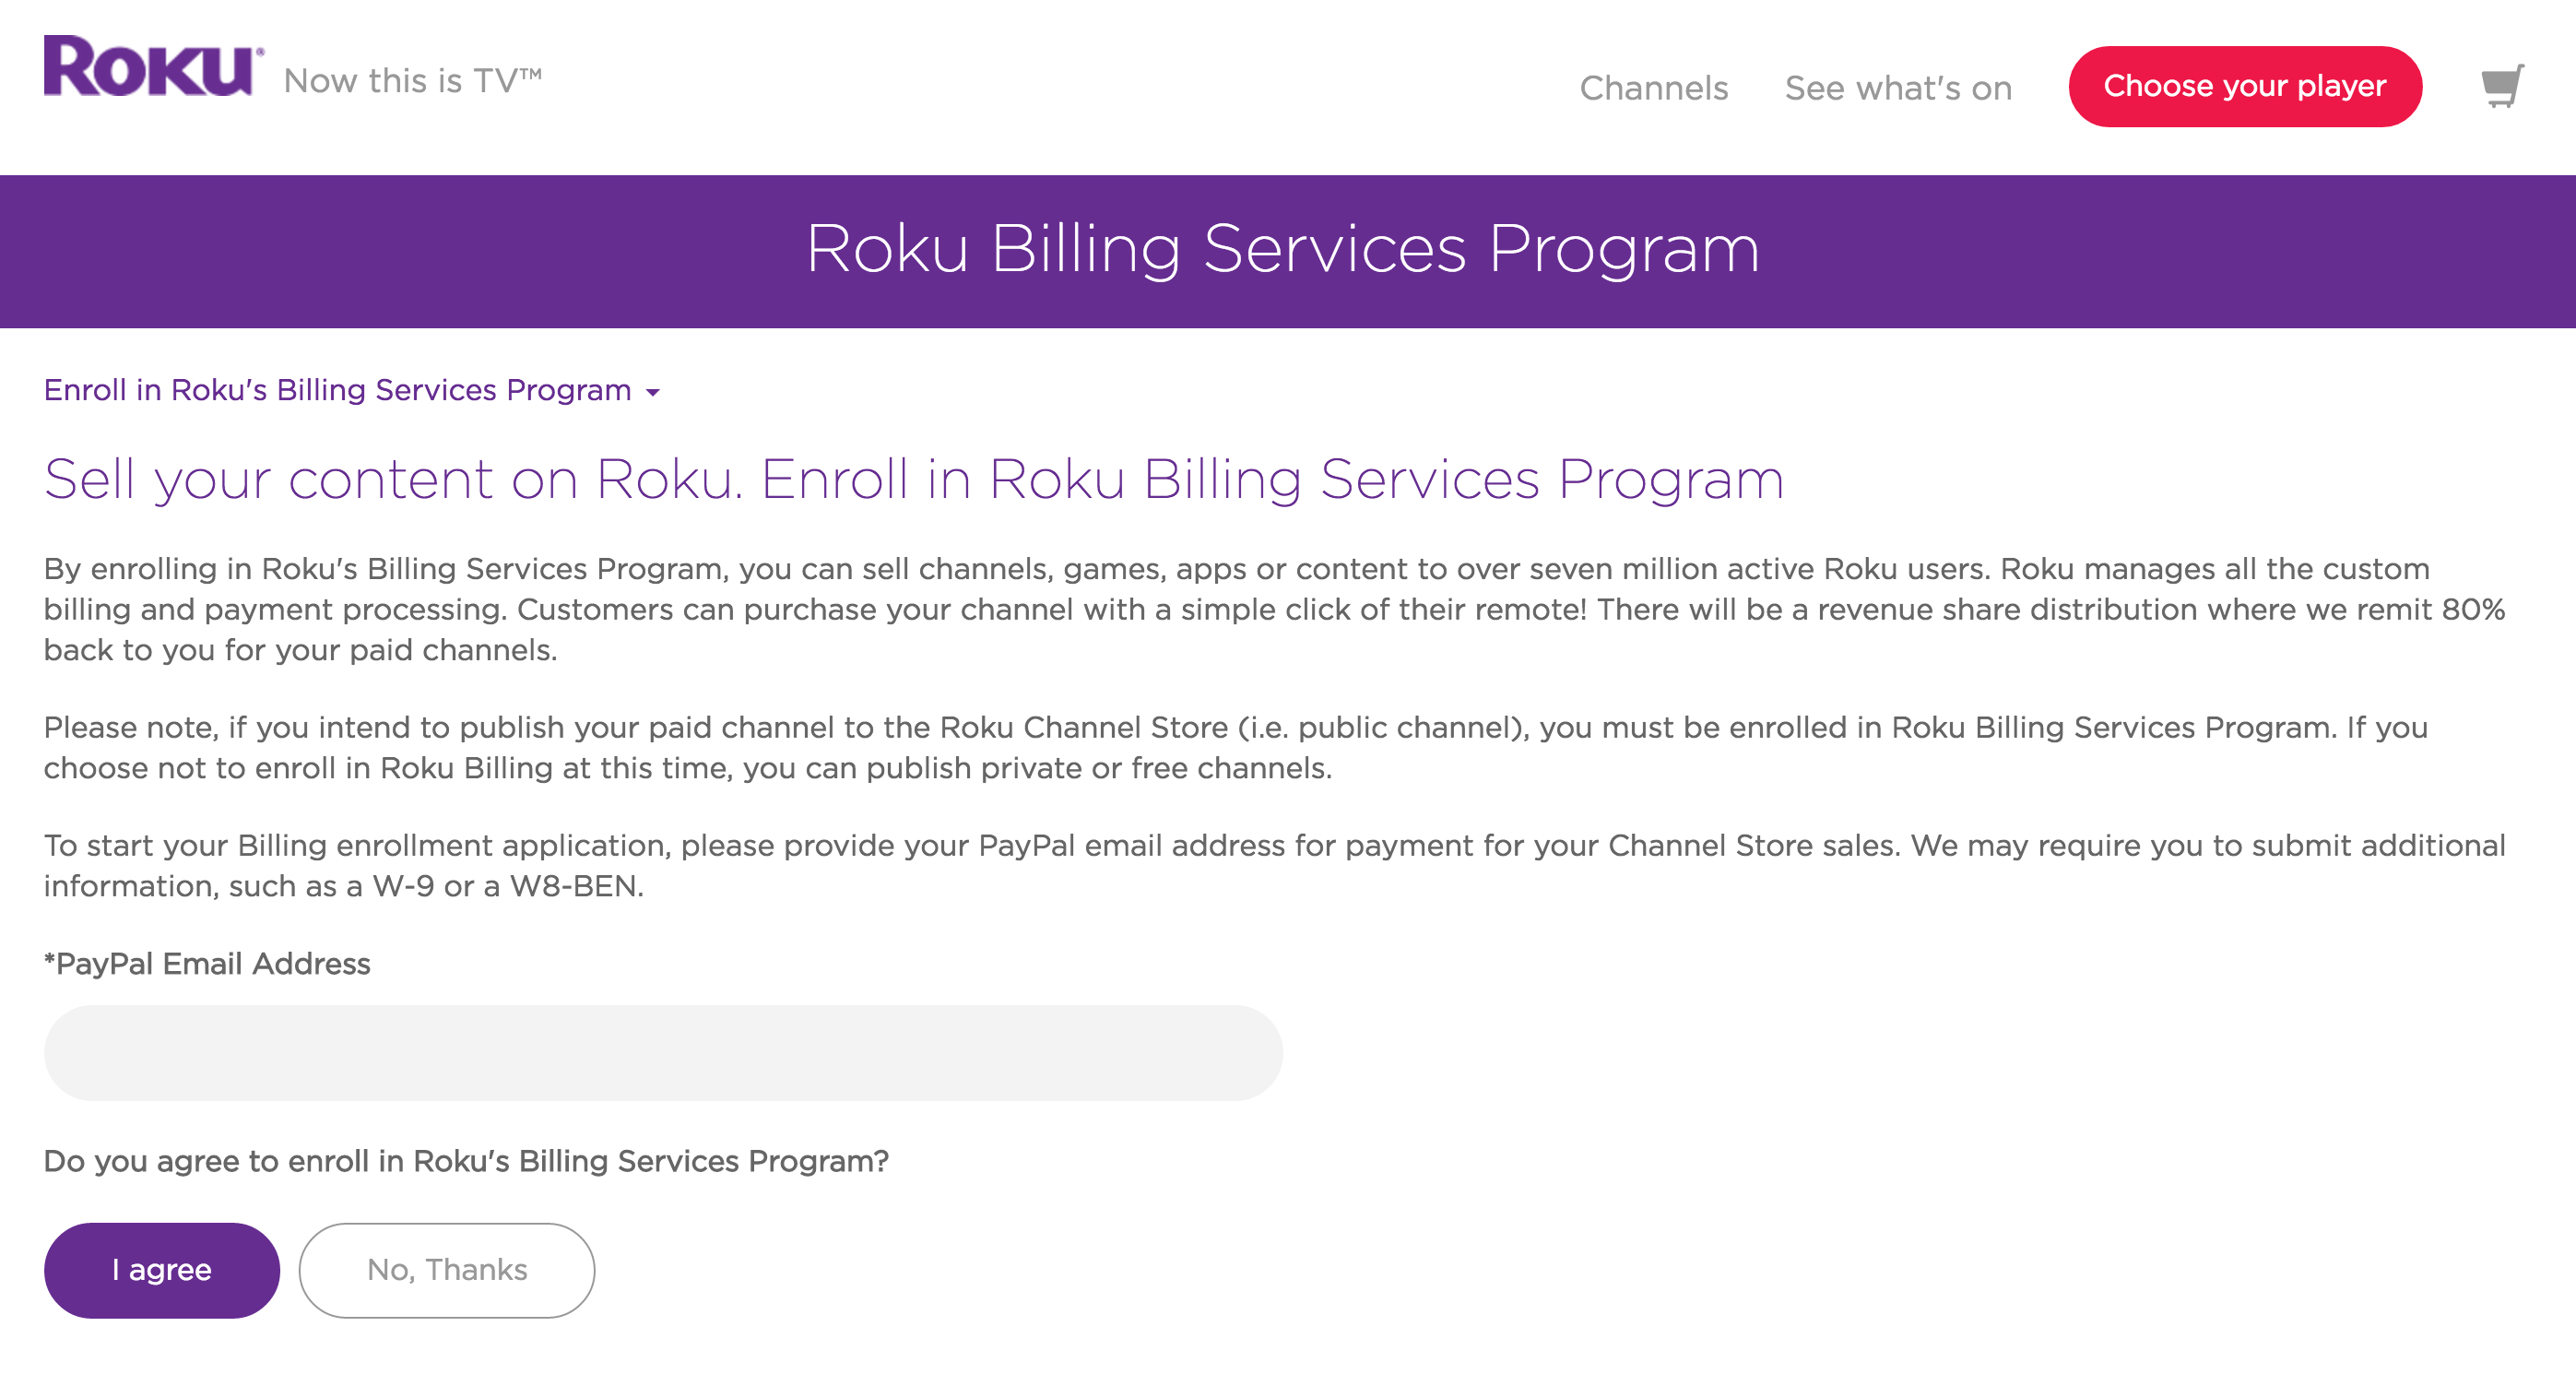 ROKU® Now this is TV™
Channels See what's on Choose your player
Roku Billing Services Program
Enroll in Roku's Billing Services Program
Sell your content on Roku. Enroll in Roku Billing Services Program
By enrolling in Roku's Billing Services Program, you can sell channels, games, apps or content to over seven million active Roku users. Roku manages all the custom
billing and payment processing. Customers can purchase your channel with a simple click of their remote! There will be a revenue share distribution where we remit 80%
back to you for your paid channels.
Please note, if you intend to publish your paid channel to the Roku Channel Store (i.e. public channel), you must be enrolled in Roku Billing Services Program. If you
choose not to enroll in Roku Billing at this time, you can publish private or free channels.
To start your Billing enrollment application, please provide your PayPal email address for payment for your Channel Store sales. We may require you to submit additional
information, such as a W-9 or a W8-BEN.
*PayPal Email Address
Do you agree to enroll in Roku's Billing Services Program?
I agree No, Thanks